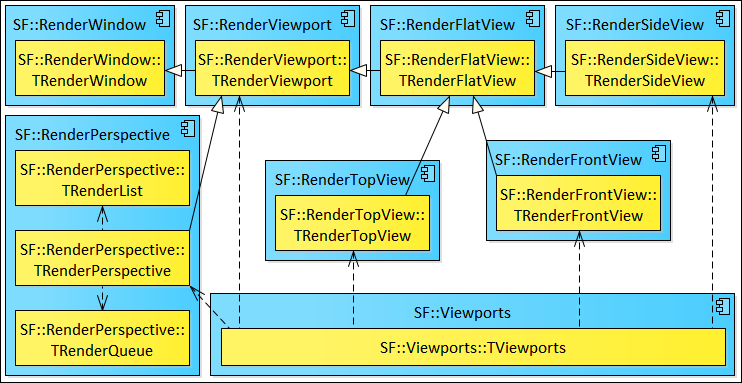 SF::RenderWindow
SF::RenderWindow::
TRenderWindow
SF::RenderViewport
SF::RenderViewport::
TRenderViewport
SF::RenderFlatView
SF::RenderFlatView::
TRenderFlatView
SF::RenderSideView
SF::RenderSideView::
TRenderSideView
SF::RenderPerspective
SF::RenderPerspective::
TRenderList
SF::RenderPerspective::
TRenderPerspective
SF::RenderPerspective::
TRenderQueue
SF::RenderTopView
SF::RenderTopView::
TRenderTopView
SF::RenderFrontView
SF::RenderFrontView::
TRenderFrontView
SF::Viewports
SF::Viewports::TViewports